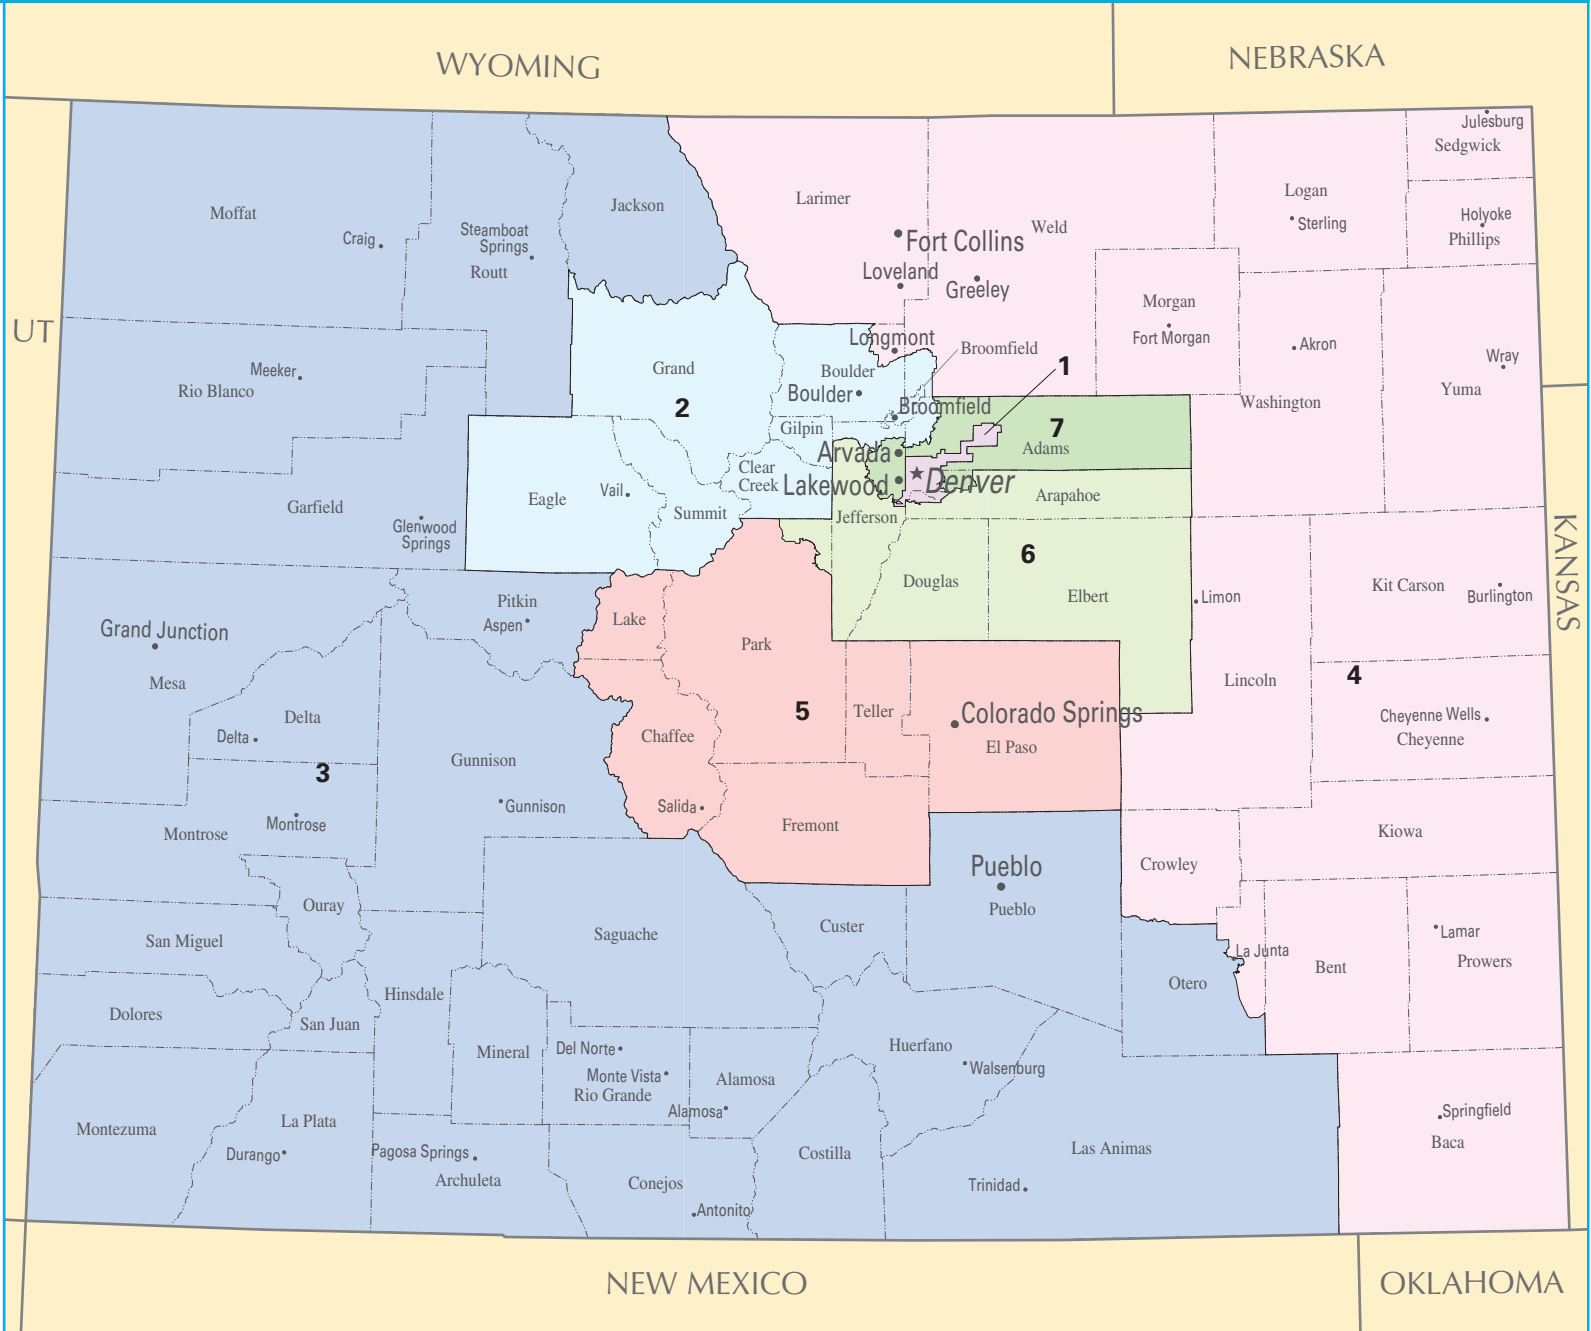 WYOMING
NEBRASKA
Julesburg
Sedgwick
Moffat
Craig
Steamboat
Springs
Routt
Jackson
Larimer
Fort Collins
Loveland
Weld
Greeley
Logan
Sterling
Holyoke
Phillips
UT
Meeker
Rio Blanco
Grand
2
Longmont
Boulder
Boulder
Broomfield
Broomfield
1
Morgan
Fort Morgan
Akron
Washington
Wray
Yuma
Gilpin
Arvada
7
Adams
Clear
Creek
Lakewood
Denver
Arapahoe
Garfield
Glenwood
Springs
Eagle
Vail
Summit
Jefferson
6
Douglas
Elbert
Limon
Kit Carson
Burlington
KANSAS
Pitkin
Aspen
Lake
Park
Grand Junction
Mesa
Delta
Delta
3
Gunnison
Gunnison
Chaffee
Salida
5
Teller
Colorado Springs
El Paso
Lincoln
4
Cheyenne Wells
Cheyenne
Montrose
Montrose
Fremont
Pueblo
Pueblo
Crowley
Kiowa
Ouray
San Miguel
Saguache
Custer
La Junta
Otero
Bent
Lamar
Prowers
Dolores
San Juan
Hinsdale
Mineral
Del Norte
Monte Vista
Rio Grande
Alamosa
Alamosa
Huerfano
Walsenburg
Montezuma
La Plata
Durango
Pagosa Springs
Archuleta
Conejos
Antonito
Costilla
Las Animas
Trinidad
Springfield
Baca
NEW MEXICO
OKLAHOMA